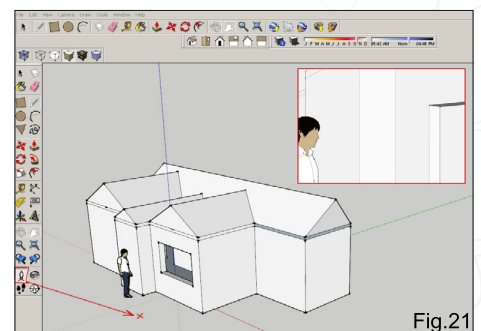 File Edit View Camera Draw Tools Window Help
J F M A M J J A S O N D 06:43 AM Noon 04:46 PM
Fig.21